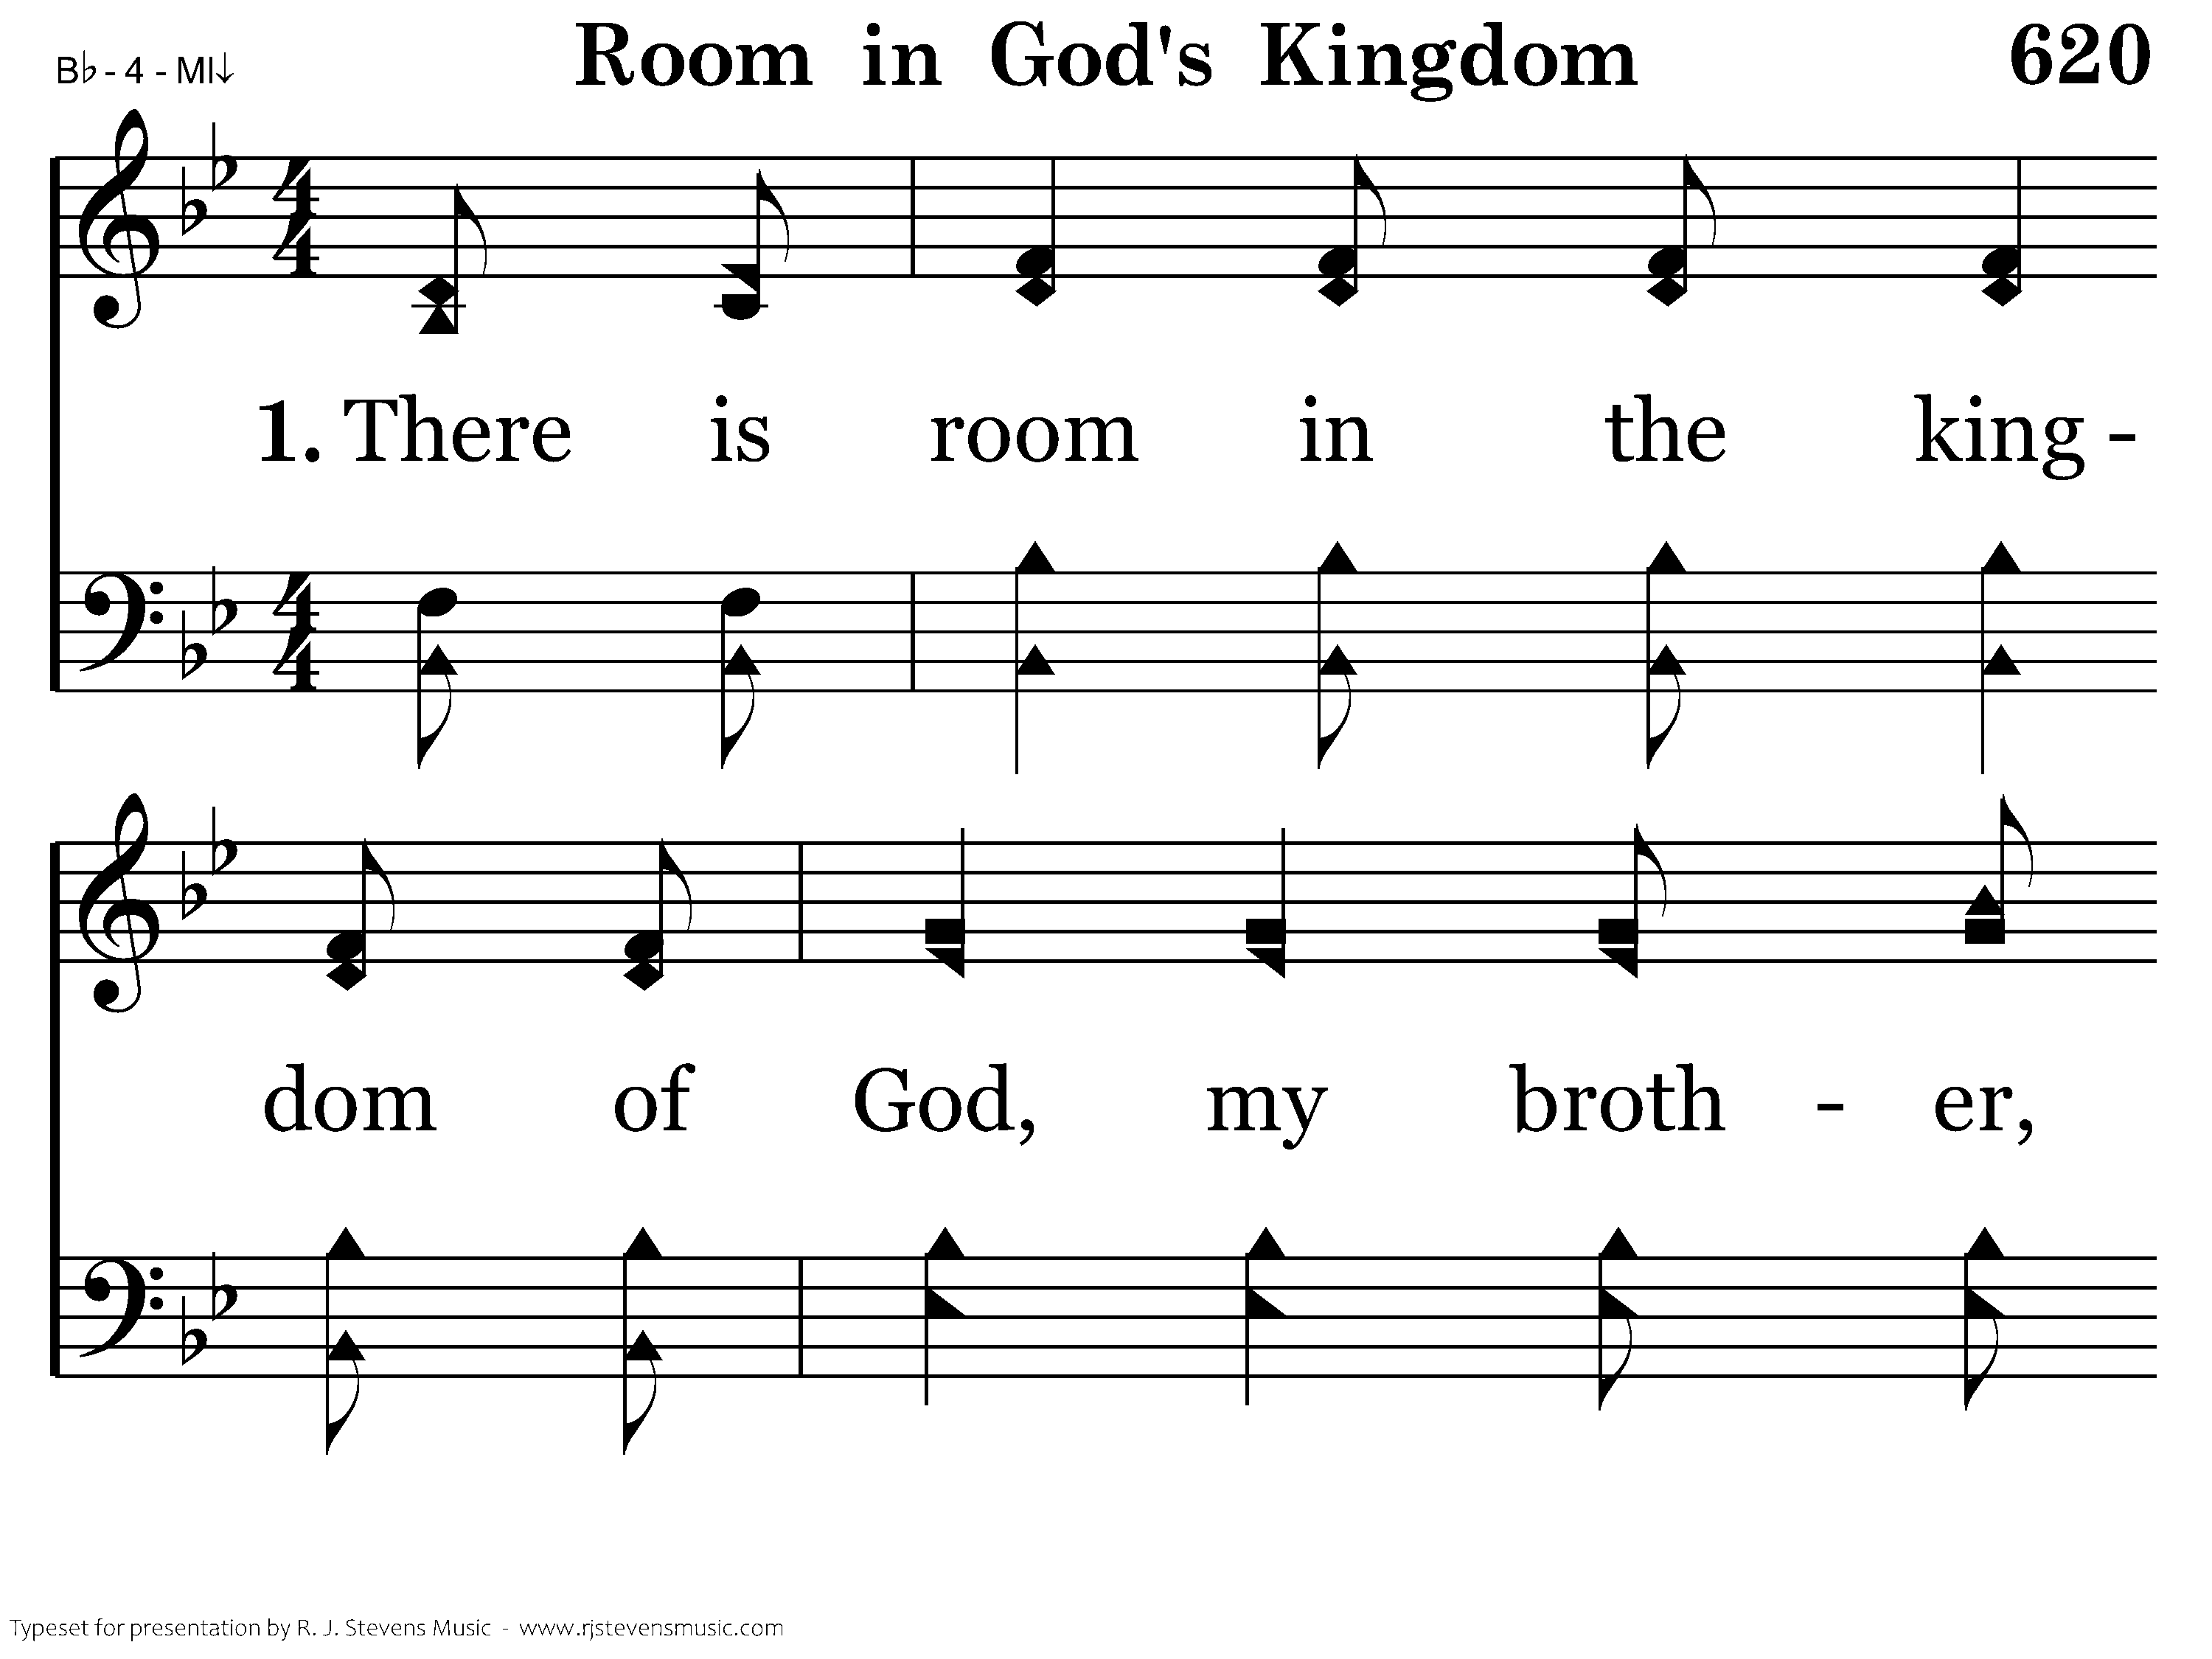 Room in God's Kingdom 620
B♭ - 4 - MI↓
1. There is room in the king -
dom of God, my broth - er,
Typeset for presentation by R. J. Stevens Music - www.rjstevensmusic.com